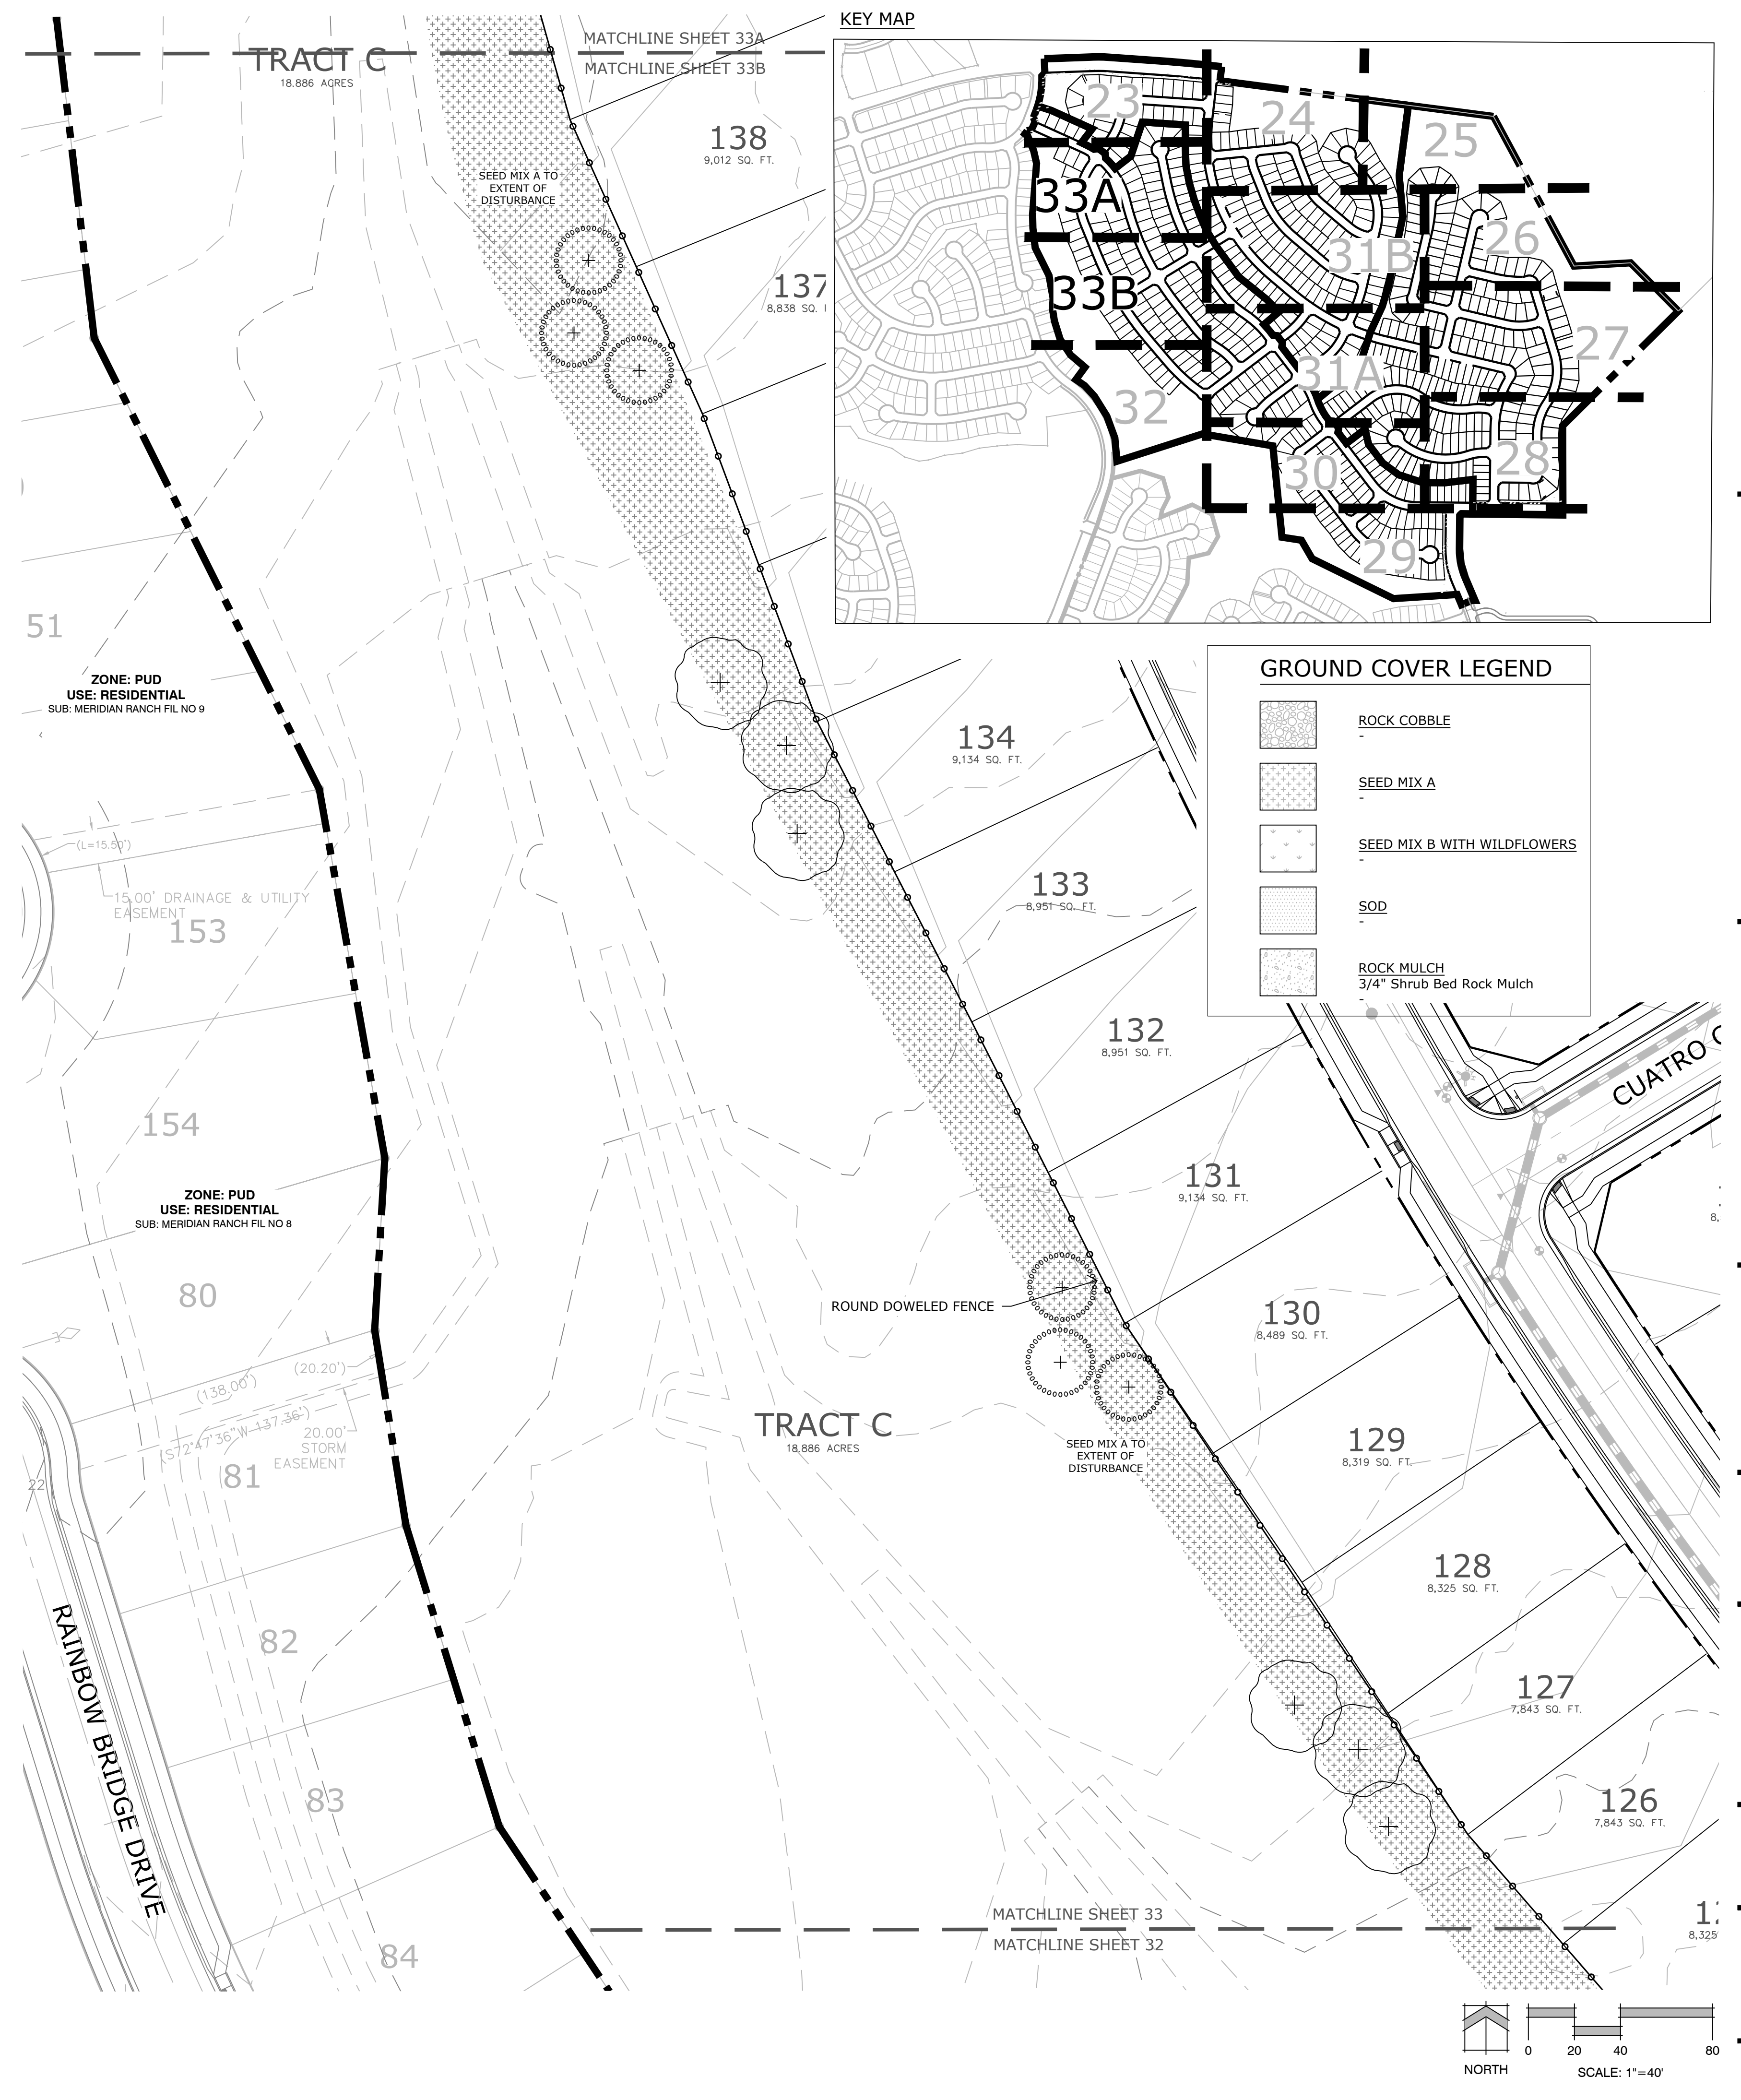 KEY MAP
MATCHLINE SHEET 33A
MATCHLINE SHEET 33B
TRACT C
18.886 ACRES
138
9,012 SQ. FT.
SEED MIX A TO
EXTENT OF
DISTURBANCE
137
8,838 SQ.
23
24
25
33A
31B
26
33B
27
31A
32
28
30
29
51
ZONE: PUD
USE: RESIDENTIAL
SUB: MERIDIAN RANCH FIL NO 9
GROUND COVER LEGEND
ROCK COBBLE
-
SEED MIX A
-
SEED MIX B WITH WILDFLOWERS
-
SOD
-
ROCK MULCH
3/4" Shrub Bed Rock Mulch
-
134
9,134 SQ. FT.
(L=15.50')
15.00' DRAINAGE & UTILITY
EASEMENT
153
133
8,951 SQ. FT.
132
8,951 SQ. FT.
CUATRO C
154
131
9,134 SQ. FT.
ZONE: PUD
USE: RESIDENTIAL
SUB: MERIDIAN RANCH FIL NO 8
8,
80
ROUND DOWELED FENCE
130
8,489 SQ. FT.
(20.20')
(138.00')
(S72°47'36"W 137.36')
20.00'
STORM
EASEMENT
TRACT C
18.886 ACRES
SEED MIX A TO
EXTENT OF
DISTURBANCE
129
8,319 SQ. FT.
81
22
128
8,325 SQ. FT.
82
RAINBOW BRIDGE DRIVE
127
7,843 SQ. FT.
83
126
7,843 SQ. FT.
MATCHLINE SHEET 33
MATCHLINE SHEET 32
12
8,325
84
0 20 40 80
NORTH
SCALE: 1"=40'